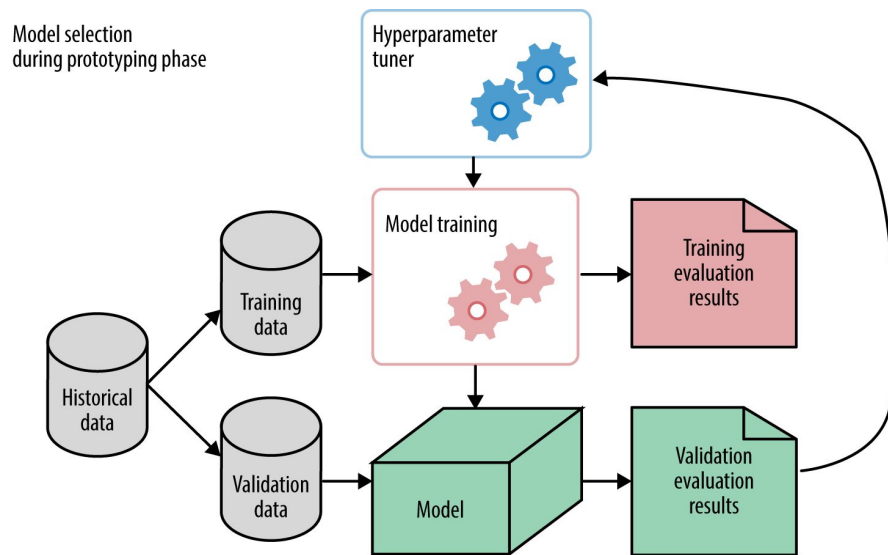 Model selection
during prototyping phase
Hyperparameter
tuner
Model training
Training
data
Training
evaluation
results
Historical
data
Validation
data
Model
Validation
evaluation
results